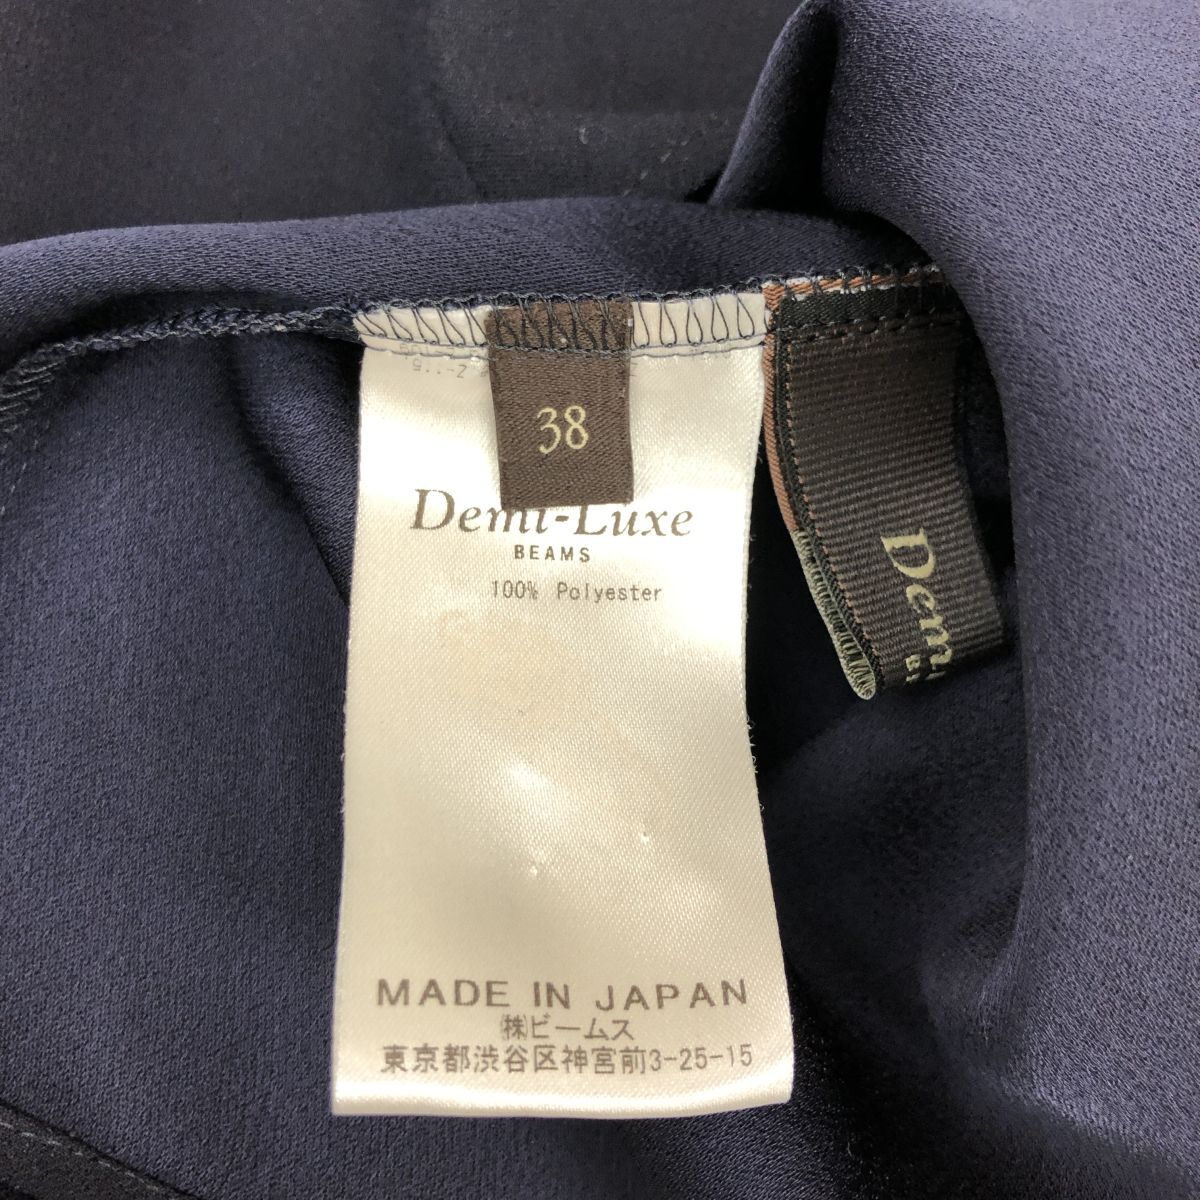 38
Demi-Luxe
BEAMS
100% Polyester
MADE IN JAPAN
㈱ビームス
東京都渋谷区神宮前3-25-15
Dem